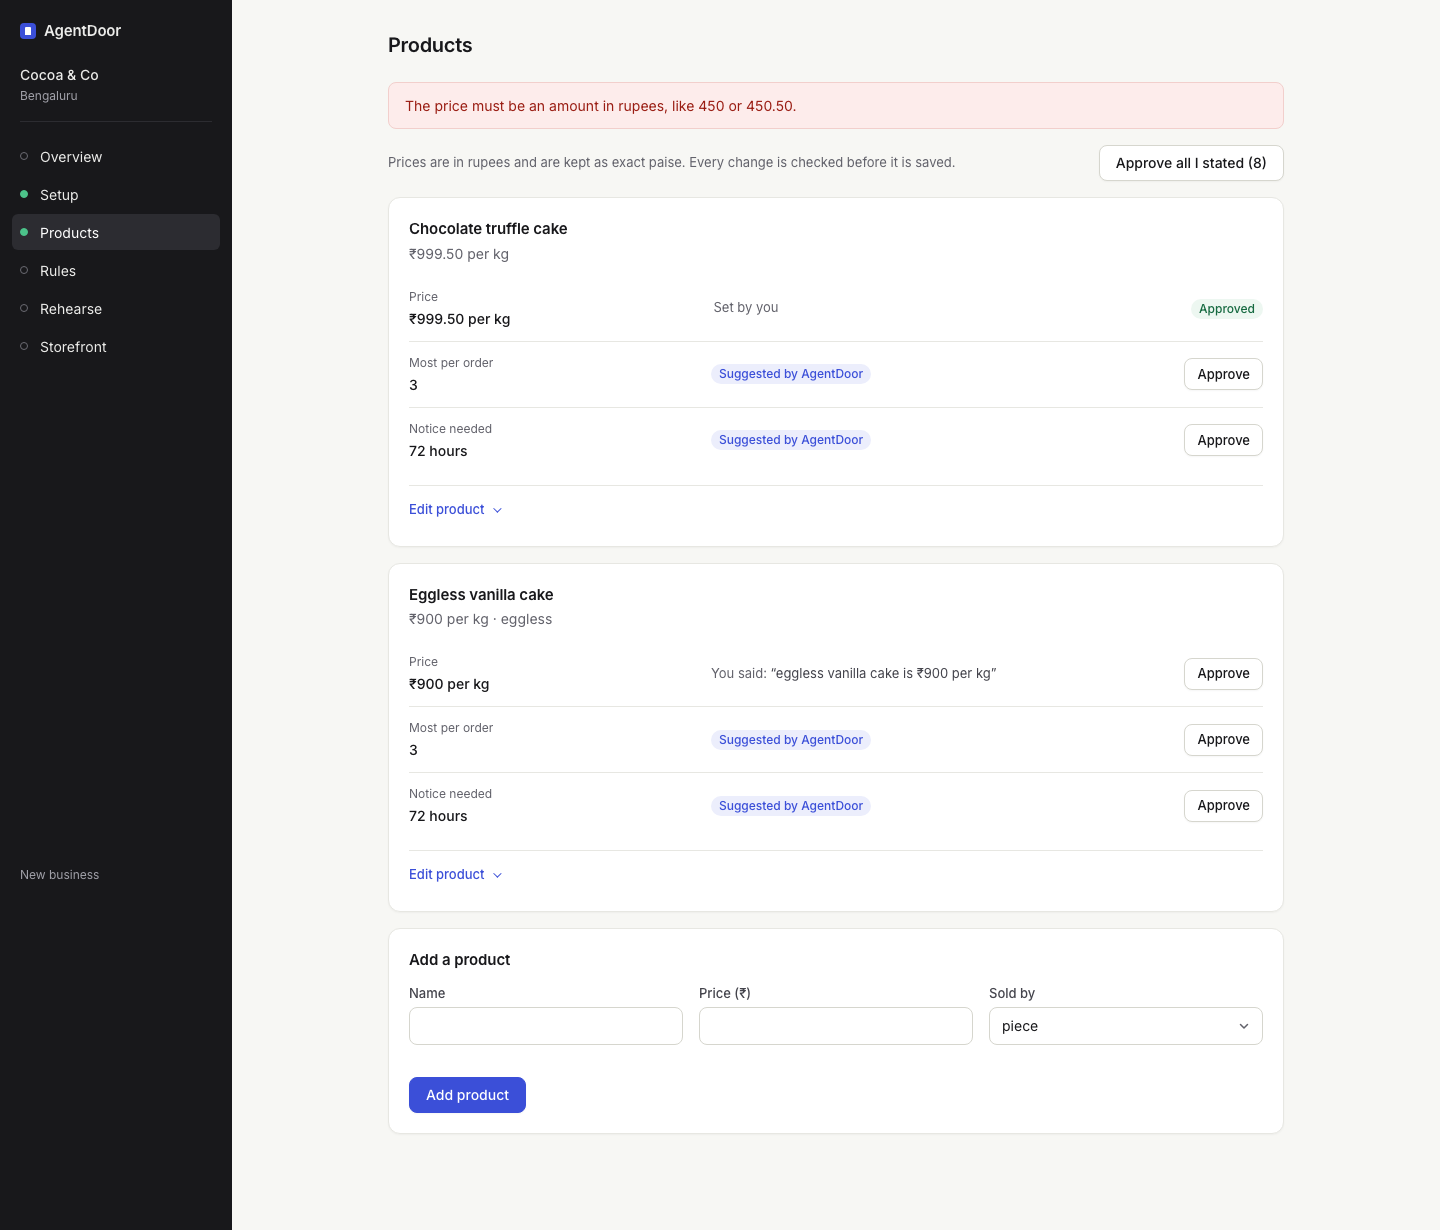 AgentDoor
Cocoa & Co
Bengaluru
Overview
Setup
Products
Rules
Rehearse
Storefront
New business
Products
The price must be an amount in rupees, like 450 or 450.50.
Prices are in rupees and are kept as exact paise. Every change is checked before it is saved.
Approve all I stated (8)
Chocolate truffle cake
₹999.50 per kg
Price
₹999.50 per kg
Set by you
Approved
Most per order
3
Suggested by AgentDoor
Approve
Notice needed
72 hours
Suggested by AgentDoor
Approve
Edit product
Eggless vanilla cake
₹900 per kg · eggless
Price
₹900 per kg
You said: “eggless vanilla cake is ₹900 per kg”
Approve
Most per order
3
Suggested by AgentDoor
Approve
Notice needed
72 hours
Suggested by AgentDoor
Approve
Edit product
Add a product
Name
Price (₹)
Sold by
piece
Add product